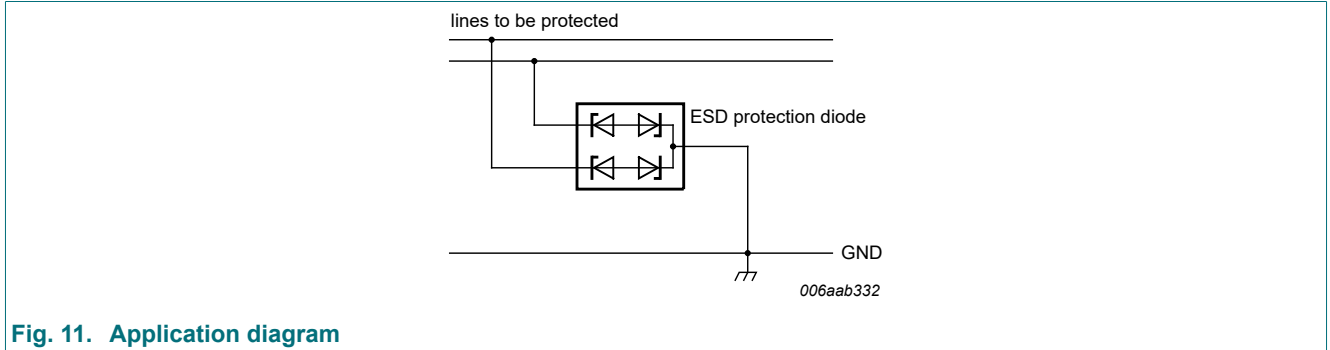 lines to be protected
ESD protection diode
GND
006aab332
Fig. 11. Application diagram